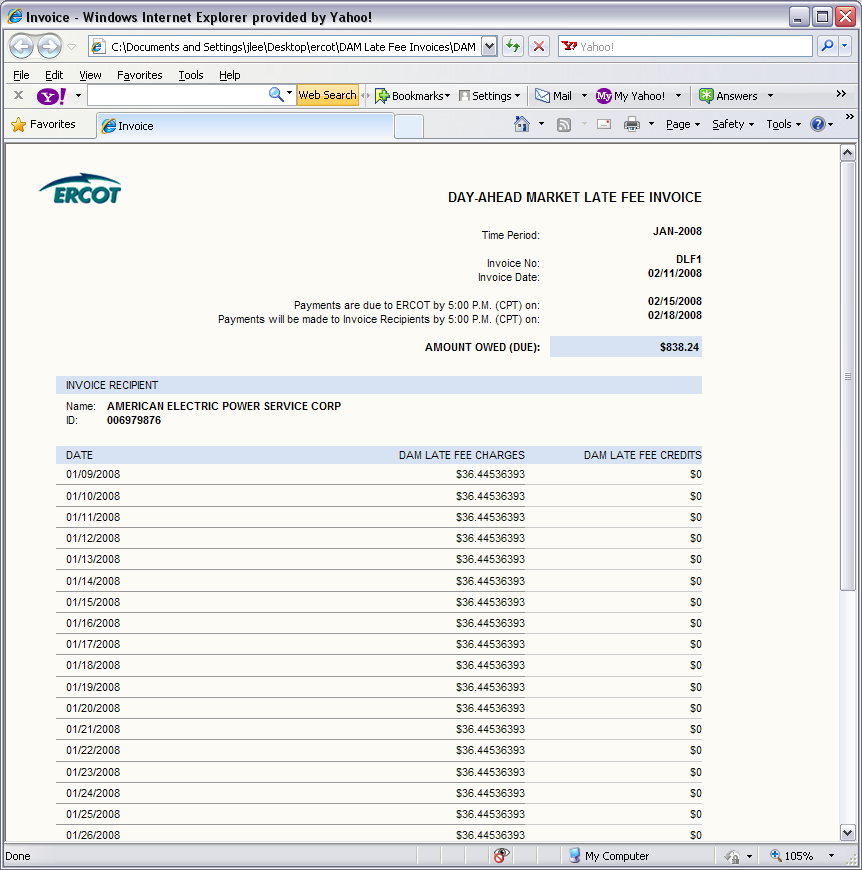 Invoice - Windows Internet Explorer provided by Yahoo!
C:\Documents and Settings\jlee\Desktop\ercot\DAM Late Fee Invoices\DAM
Yahoo!
File Edit View Favorites Tools Help
Y! Web Search Bookmarks Settings Mail My Yahoo! Answers
Favorites Invoice Page Safety Tools
ERCOT
DAY-AHEAD MARKET LATE FEE INVOICE
Time Period: JAN-2008
Invoice No: DLF1
Invoice Date: 02/11/2008
Payments are due to ERCOT by 5:00 P.M. (CPT) on: 02/15/2008
Payments will be made to Invoice Recipients by 5:00 P.M. (CPT) on: 02/18/2008
AMOUNT OWED (DUE): $838.24
INVOICE RECIPIENT
Name: AMERICAN ELECTRIC POWER SERVICE CORP
ID: 006979876
DATE DAM LATE FEE CHARGES DAM LATE FEE CREDITS
01/09/2008 $36.44536393 $0
01/10/2008 $36.44536393 $0
01/11/2008 $36.44536393 $0
01/12/2008 $36.44536393 $0
01/13/2008 $36.44536393 $0
01/14/2008 $36.44536393 $0
01/15/2008 $36.44536393 $0
01/16/2008 $36.44536393 $0
01/17/2008 $36.44536393 $0
01/18/2008 $36.44536393 $0
01/19/2008 $36.44536393 $0
01/20/2008 $36.44536393 $0
01/21/2008 $36.44536393 $0
01/22/2008 $36.44536393 $0
01/23/2008 $36.44536393 $0
01/24/2008 $36.44536393 $0
01/25/2008 $36.44536393 $0
01/26/2008 $36.44536393 $0
Done My Computer 105%